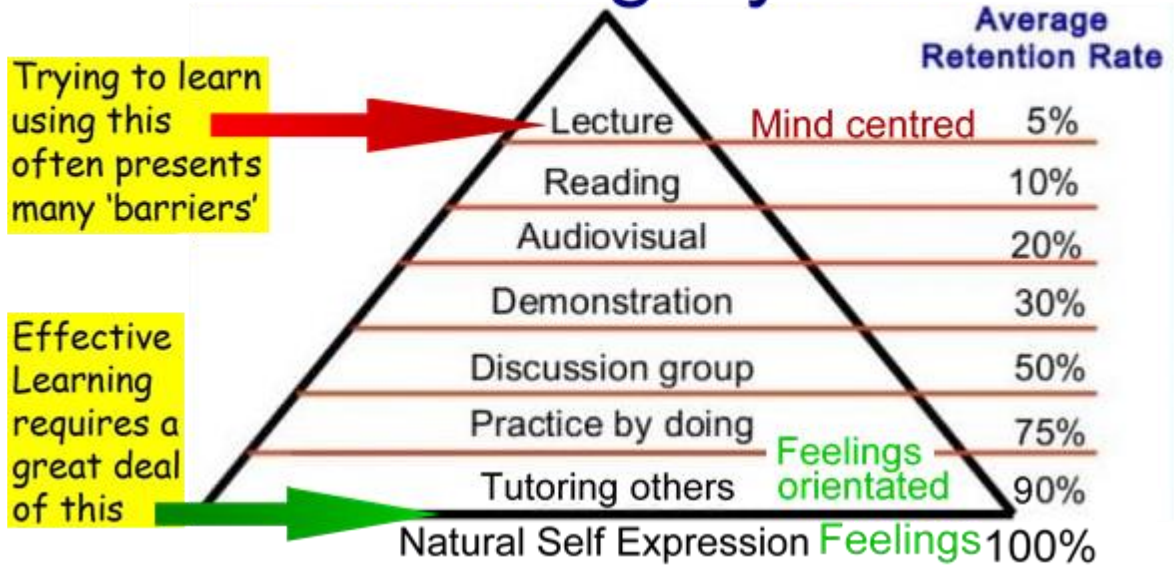 Average
Retention Rate
Trying to learn
using this
often presents
many ‘barriers’
Lecture Mind centred 5%
Reading 10%
Audiovisual 20%
Demonstration 30%
Discussion group 50%
Practice by doing 75%
Effective
Learning
requires a
great deal
of this
Feelings
Tutoring others orientated 90%
Natural Self Expression Feelings 100%